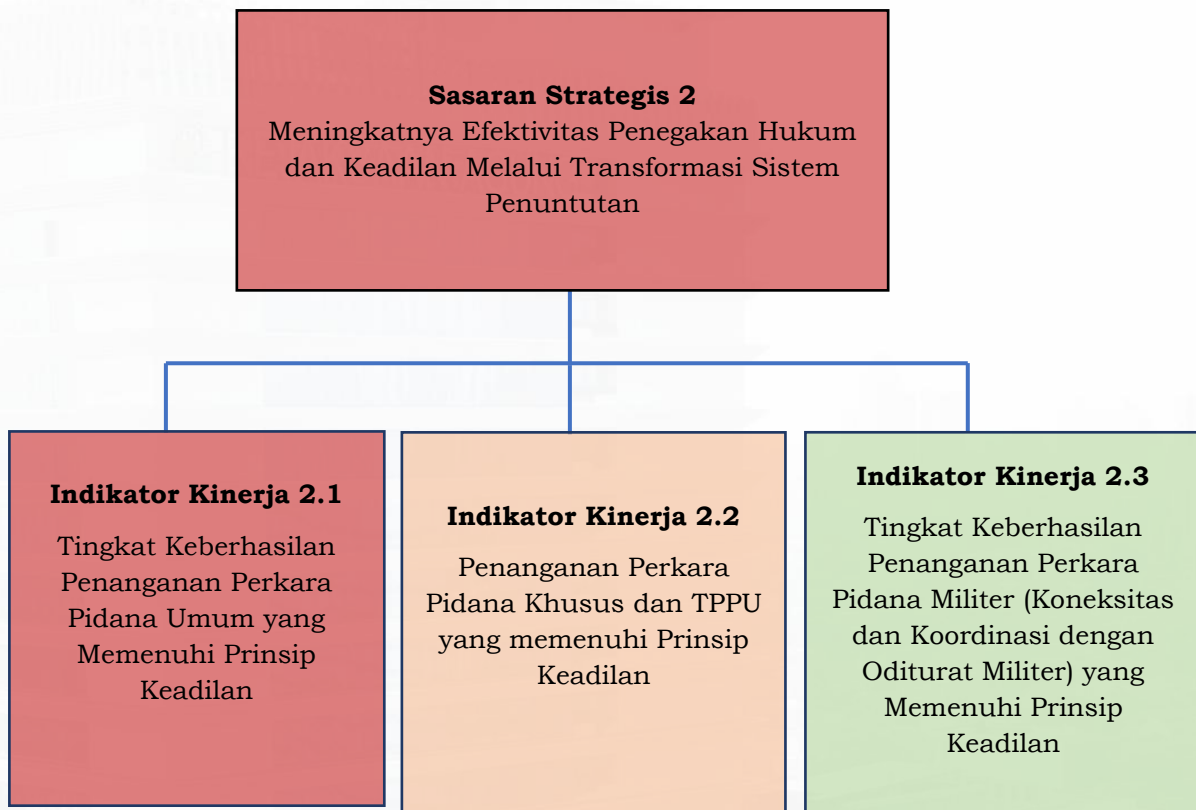 Sasaran Strategis 2
Meningkatnya Efektivitas Penegakan Hukum
dan Keadilan Melalui Transformasi Sistem
Penuntutan
Indikator Kinerja 2.1
Tingkat Keberhasilan
Penanganan Perkara
Pidana Umum yang
Memenuhi Prinsip
Keadilan
Indikator Kinerja 2.2
Penanganan Perkara
Pidana Khusus dan TPPU
yang memenuhi Prinsip
Keadilan
Indikator Kinerja 2.3
Tingkat Keberhasilan
Penanganan Perkara
Pidana Militer (Koneksitas
dan Koordinasi dengan
Oditurat Militer) yang
Memenuhi Prinsip
Keadilan